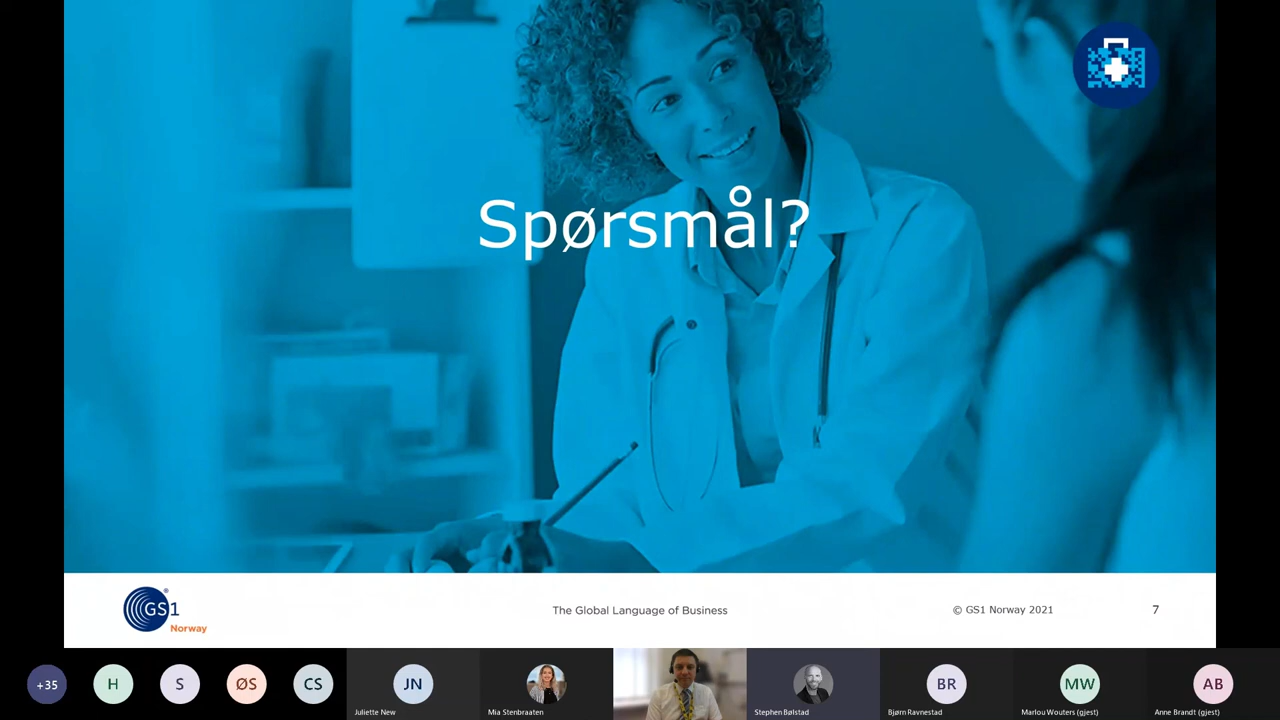 Spørsmål?
GS1
®
Norway
The Global Language of Business
© GS1 Norway 2021
7
+35
H
S
ØS
CS
JN
Juliette New
Mia Stenbraaten
Stephen Bølstad
BR
Bjørn Ravnestad
MW
Marlou Wouters (gjest)
AB
Anne Brandt (gjest)